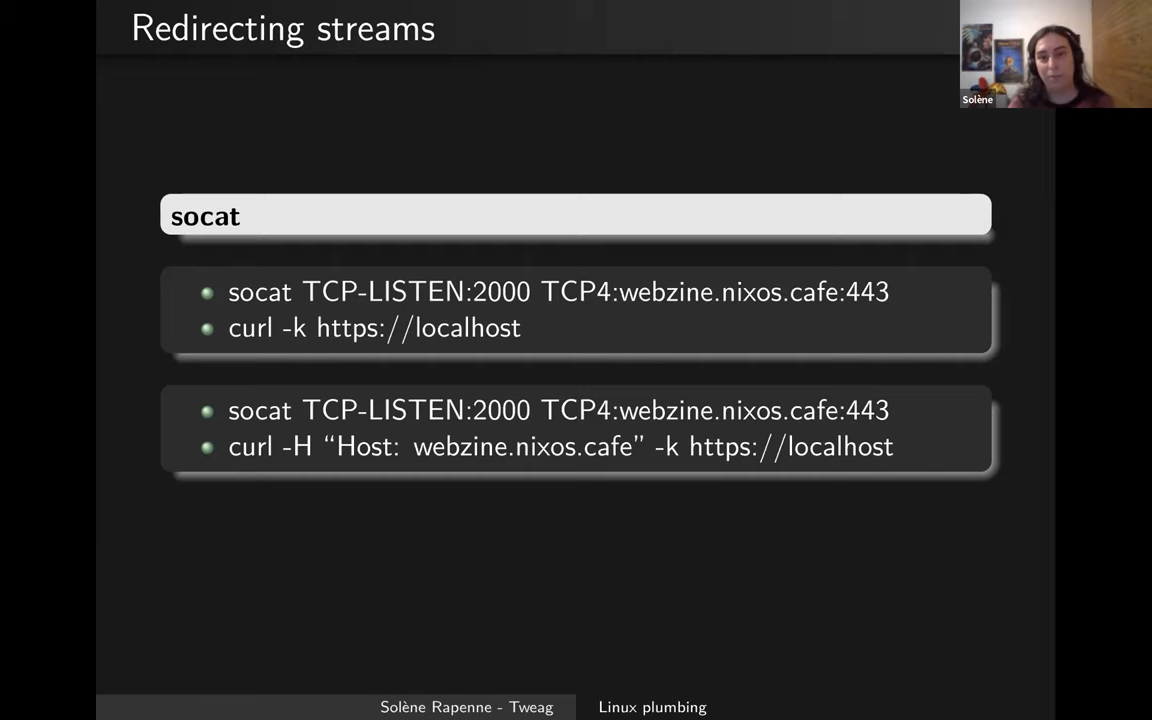 Redirecting streams
Solène
socat
socat TCP-LISTEN:2000 TCP4:webzine.nixos.cafe:443
curl -k https://localhost
socat TCP-LISTEN:2000 TCP4:webzine.nixos.cafe:443
curl -H “Host: webzine.nixos.cafe” -k https://localhost
Solène Rapenne - Tweag
Linux plumbing